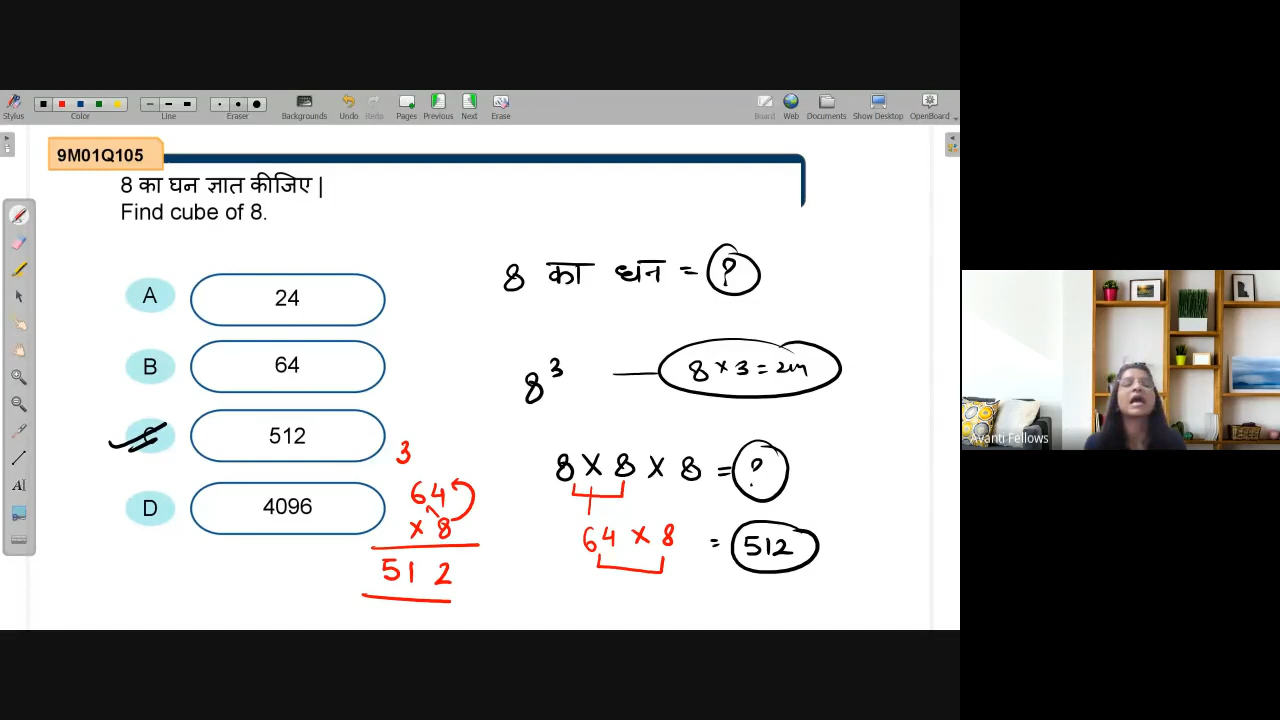 Stylus
Color
Line
Eraser
Backgrounds
Undo
Redo
Pages
Previous
Next
Erase
Board
Web
Documents
Show Desktop
OpenBoard
9M01Q105
8 का घन ज्ञात कीजिए |
Find cube of 8.
A 24
B 64
C 512
D 4096
8 का घन = ?
8³ — 8 × 3 = 24
8 × 8 × 8 = ?
64 × 8 = 512
3
64
× 8
512
Avanti Fellows